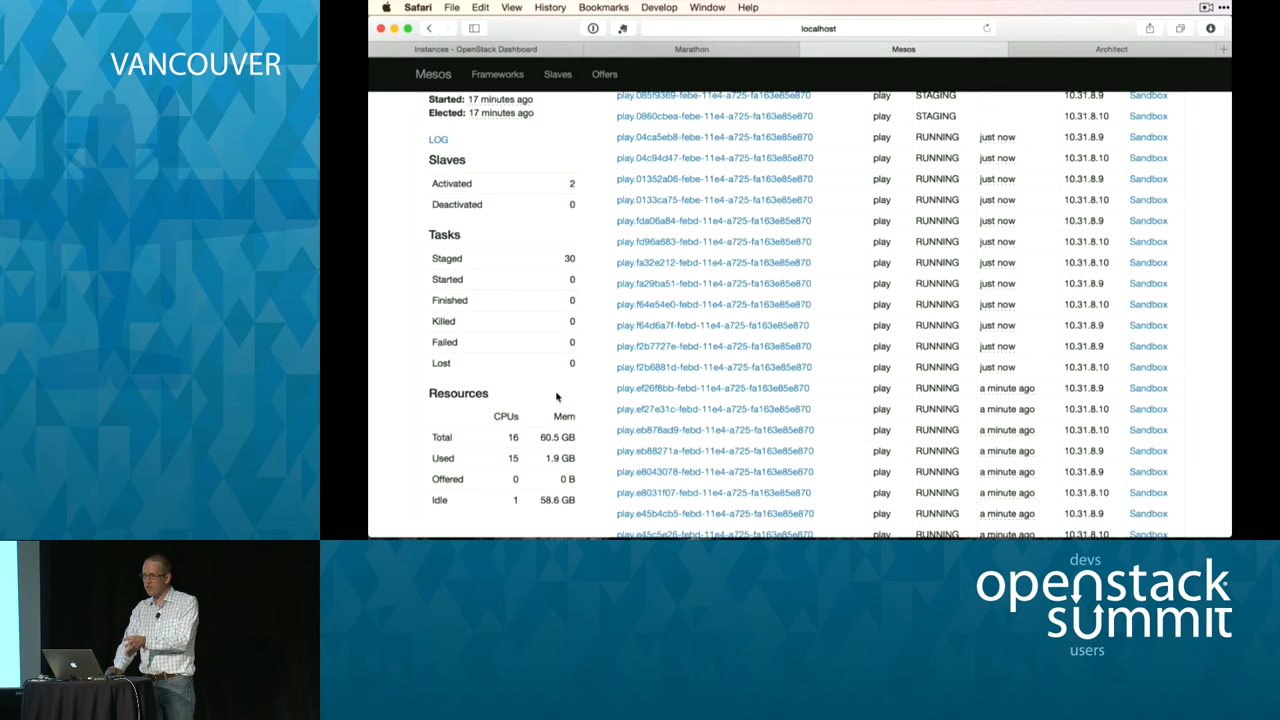 VANCOUVER
Safari File Edit View History Bookmarks Develop Window Help
localhost
Instances - OpenStack Dashboard Marathon Mesos Architect
Mesos Frameworks Slaves Offers
Started: 17 minutes ago
Elected: 17 minutes ago
LOG
Slaves
Activated 2
Deactivated 0
Tasks
Staged 30
Started 0
Finished 0
Killed 0
Failed 0
Lost 0
Resources
CPUs Mem
Total 16 60.5 GB
Used 15 1.9 GB
Offered 0 0 B
Idle 1 58.6 GB
play.085f9369-febe-11e4-a725-fa163e85e870 play STAGING 10.31.8.9 Sandbox
play.0860cbea-febe-11e4-a725-fa163e85e870 play STAGING 10.31.8.10 Sandbox
play.04ca5eb8-febe-11e4-a725-fa163e85e870 play RUNNING just now 10.31.8.9 Sandbox
play.04c94d47-febe-11e4-a725-fa163e85e870 play RUNNING just now 10.31.8.10 Sandbox
play.01352a06-febe-11e4-a725-fa163e85e870 play RUNNING just now 10.31.8.9 Sandbox
play.0133ca75-febe-11e4-a725-fa163e85e870 play RUNNING just now 10.31.8.10 Sandbox
play.fda06a84-febd-11e4-a725-fa163e85e870 play RUNNING just now 10.31.8.9 Sandbox
play.fd96a683-febd-11e4-a725-fa163e85e870 play RUNNING just now 10.31.8.10 Sandbox
play.fa32e212-febd-11e4-a725-fa163e85e870 play RUNNING just now 10.31.8.10 Sandbox
play.fa29ba51-febd-11e4-a725-fa163e85e870 play RUNNING just now 10.31.8.9 Sandbox
play.f64e54e0-febd-11e4-a725-fa163e85e870 play RUNNING just now 10.31.8.10 Sandbox
play.f64d6a7f-febd-11e4-a725-fa163e85e870 play RUNNING just now 10.31.8.9 Sandbox
play.f2b7727e-febd-11e4-a725-fa163e85e870 play RUNNING just now 10.31.8.9 Sandbox
play.f2b6881d-febd-11e4-a725-fa163e85e870 play RUNNING just now 10.31.8.10 Sandbox
play.ef26f8bb-febd-11e4-a725-fa163e85e870 play RUNNING a minute ago 10.31.8.9 Sandbox
play.ef27e31c-febd-11e4-a725-fa163e85e870 play RUNNING a minute ago 10.31.8.10 Sandbox
play.eb878ad9-febd-11e4-a725-fa163e85e870 play RUNNING a minute ago 10.31.8.10 Sandbox
play.eb88271a-febd-11e4-a725-fa163e85e870 play RUNNING a minute ago 10.31.8.9 Sandbox
play.e8043078-febd-11e4-a725-fa163e85e870 play RUNNING a minute ago 10.31.8.9 Sandbox
play.e8031f07-febd-11e4-a725-fa163e85e870 play RUNNING a minute ago 10.31.8.10 Sandbox
play.e45b4cb5-febd-11e4-a725-fa163e85e870 play RUNNING a minute ago 10.31.8.9 Sandbox
play.e45c5e26-febd-11e4-a725-fa163e85e870 play RUNNING a minute ago 10.31.8.10 Sandbox
devs
openstack
summit
users